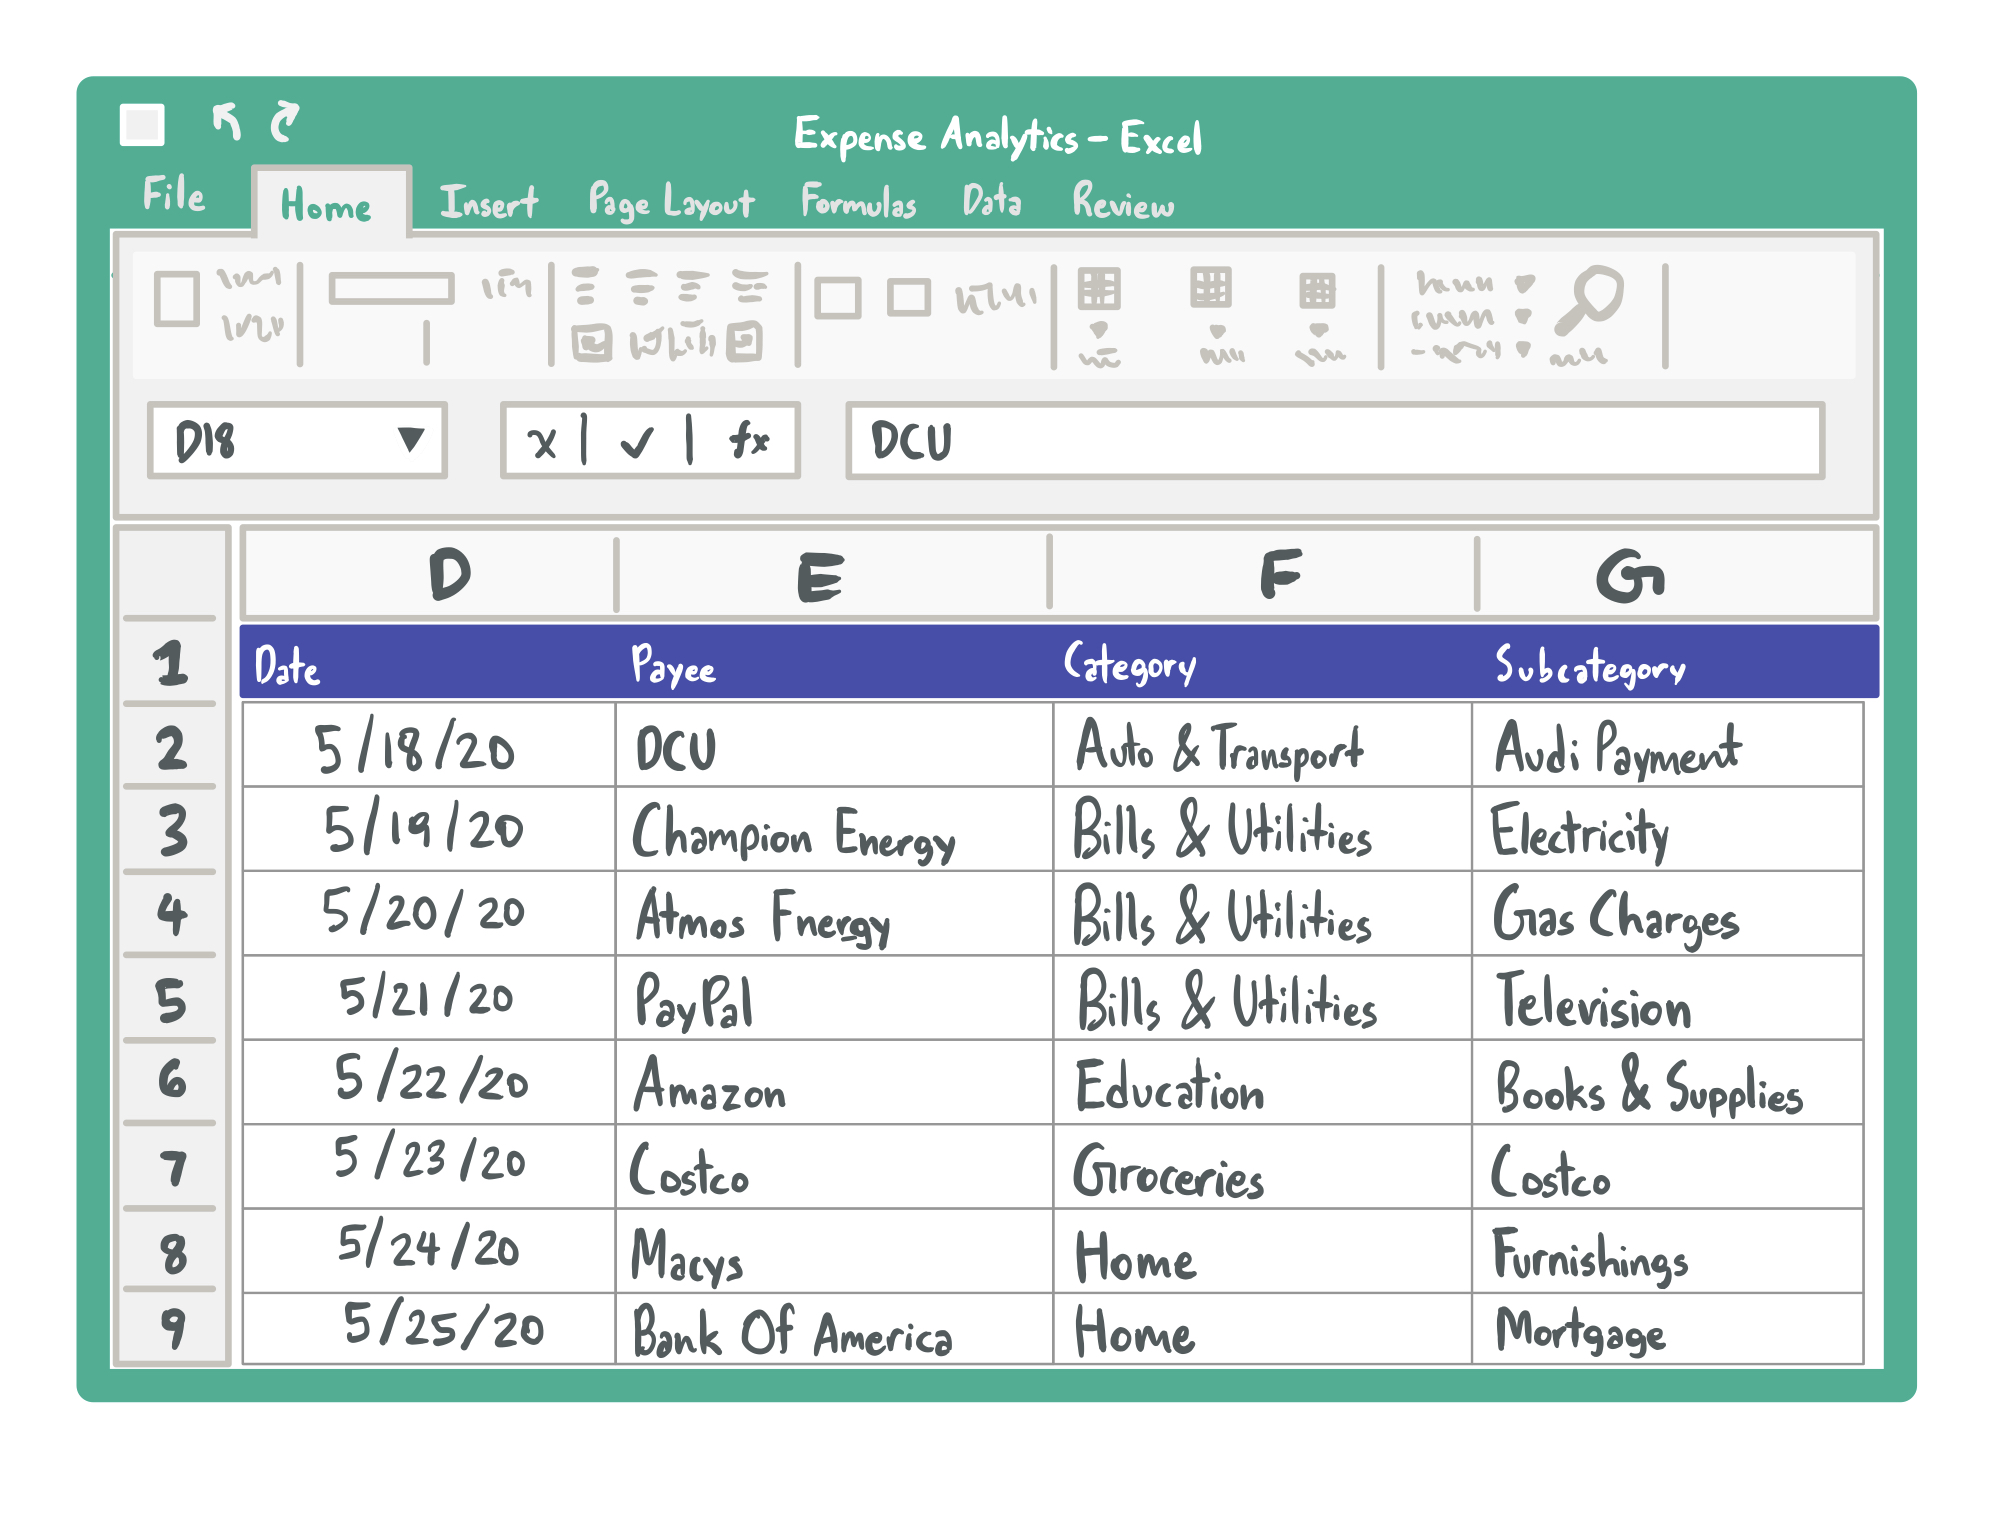 Expense Analytics - Excel
File Home Insert Page Layout Formulas Data Review
D18 ▼ x | ✓ | fx DCU
D E F G
1 Date Payee Category Subcategory
2 5/18/20 DCU Auto & Transport Audi Payment
3 5/19/20 Champion Energy Bills & Utilities Electricity
4 5/20/20 Atmos Fnergy Bills & Utilities Gas Charges
5 5/21/20 PayPal Bills & Utilities Television
6 5/22/20 Amazon Education Books & Supplies
7 5/23/20 Costco Groceries Costco
8 5/24/20 Macys Home Furnishings
9 5/25/20 Bank Of America Home Mortgage